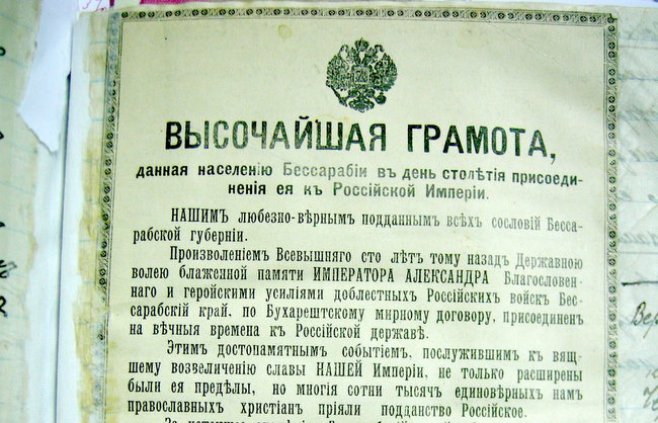 ВЫСОЧАЙШАЯ ГРАМОТА,
данная населенію Бессарабіи въ день столѣтія присоеди-
ненія ея къ Россійской Имперіи.
НАШИМЪ любезно-вѣрнымъ подданнымъ всѣхъ сословій Бесса-
рабской губерніи.
Произволеніемъ Всевышняго сто лѣтъ тому назадъ Державною
волею блаженной памяти ИМПЕРАТОРА АЛЕКСАНДРА Благословен-
наго и геройскими усиліями доблестныхъ Россійскихъ войскъ Бес-
сарабскій край, по Бухарештскому мирному договору, присоединенъ
на вѣчныя времена къ Россійской державѣ.
Этимъ достопамятнымъ событіемъ, послужившимъ къ вящ-
шему возвеличенію славы НАШЕЙ Имперіи, не только расширены
были ея предѣлы, но многія сотни тысячъ единовѣрныхъ намъ
православныхъ христіанъ пріяли подданство Россійское.